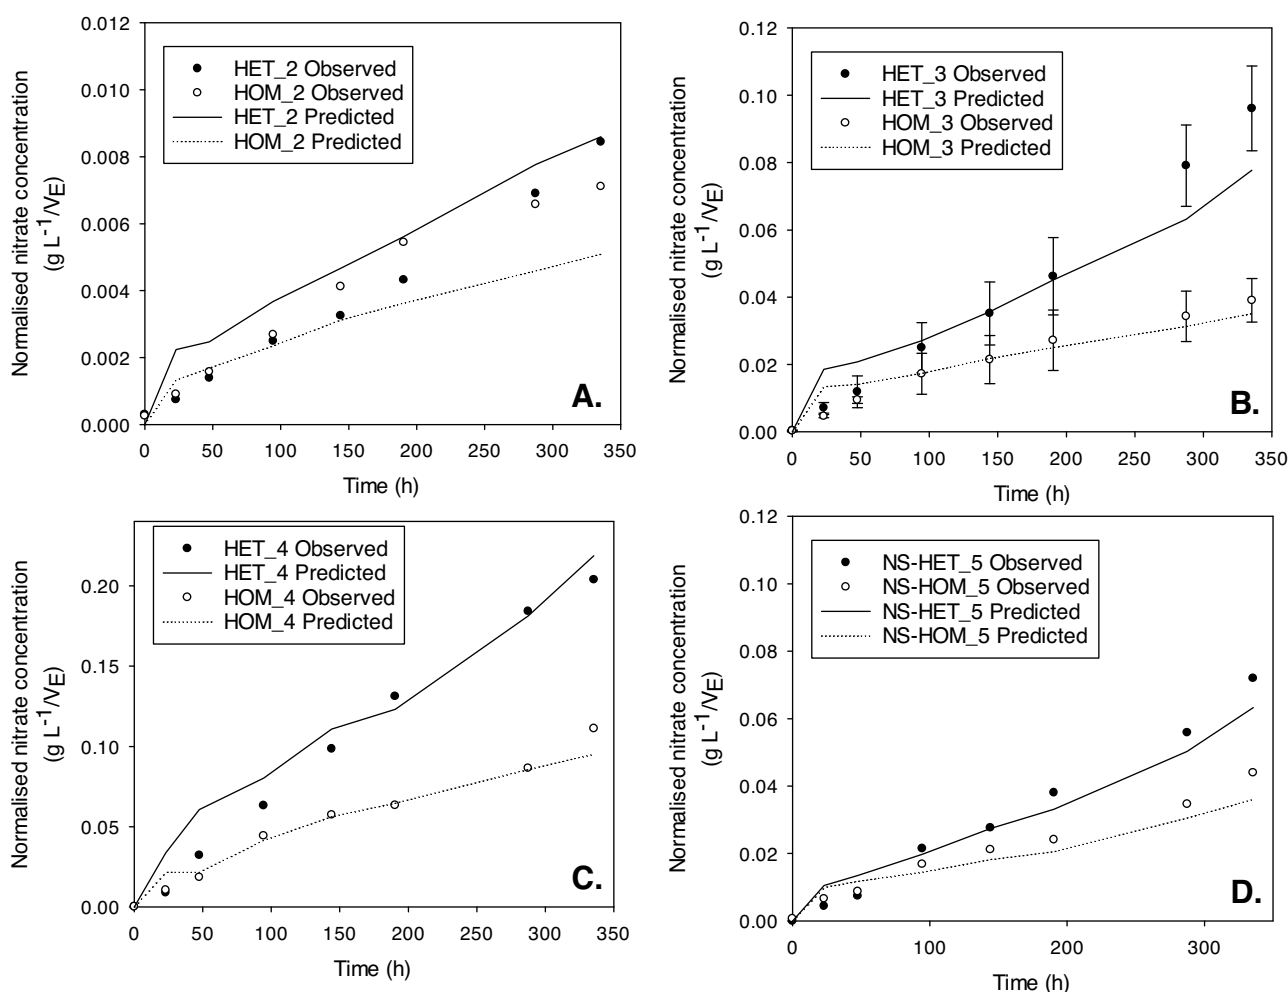 Normalised nitrate concentration
(g L⁻¹/VE)
0.012
0.010
0.008
0.006
0.004
0.002
0.000
HET_2 Observed
HOM_2 Observed
HET_2 Predicted
HOM_2 Predicted
A.
0 50 100 150 200 250 300 350
Time (h)
Normalised nitrate concentration
(g L⁻¹/VE)
0.12
0.10
0.08
0.06
0.04
0.02
0.00
HET_3 Observed
HET_3 Predicted
HOM_3 Observed
HOM_3 Predicted
B.
0 50 100 150 200 250 300 350
Time (h)
Normalised nitrate concentration
(g L⁻¹/VE)
0.20
0.15
0.10
0.05
0.00
HET_4 Observed
HET_4 Predicted
HOM_4 Observed
HOM_4 Predicted
C.
0 50 100 150 200 250 300 350
Time (h)
Normalised nitrate concentration
(g L⁻¹/VE)
0.12
0.10
0.08
0.06
0.04
0.02
0.00
NS-HET_5 Observed
NS-HOM_5 Observed
NS-HET_5 Predicted
NS-HOM_5 Predicted
D.
0 100 200 300
Time (h)